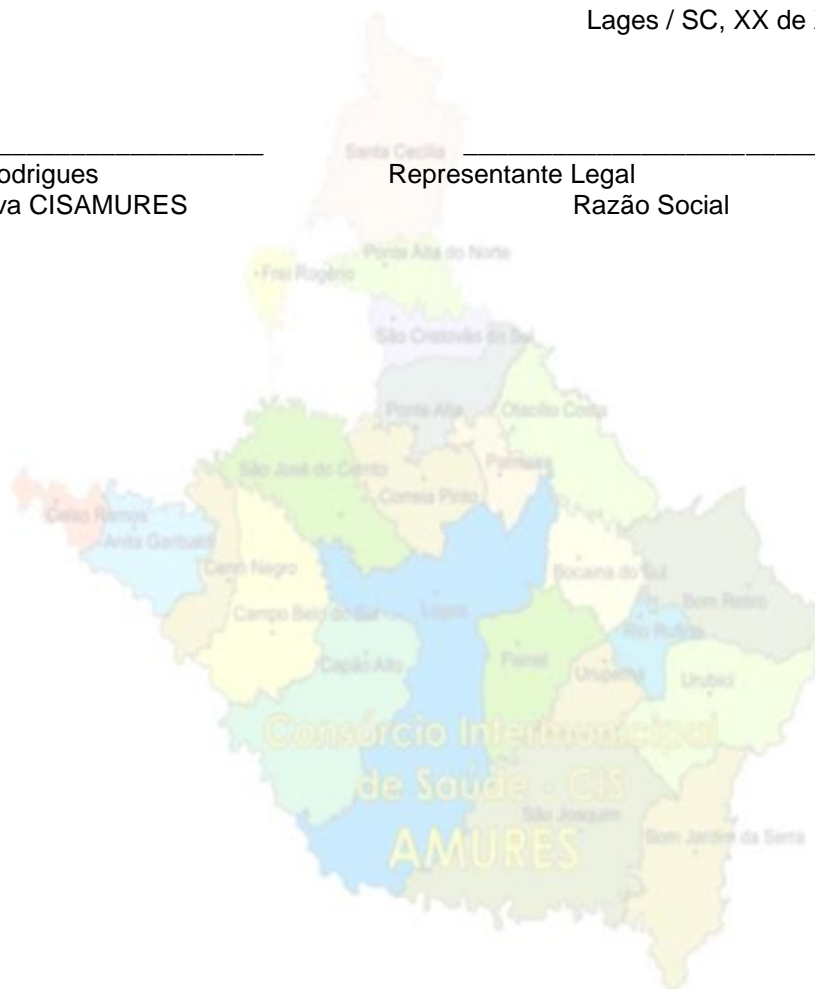 Lages / SC, XX de
odrigues Representante Legal
va CISAMURES Razão Social
Santa Cecília
Ponte Alta do Norte
Frei Rogério
São Cristovão do Sul
Ponte Alta
Otacílio Costa
São José do Cerrito
Palmeira
Correia Pinto
Celso Ramos
Anita Garibaldi
Cerro Negro
Bocaina do Sul
Bom Retiro
Campo Belo do Sul
Lages
Rio Rufino
Capão Alto
Painel
Urupema
Urubici
Consórcio Intermunicipal
de Saúde - CIS
São Joaquim
Bom Jardim da Serra
AMURES